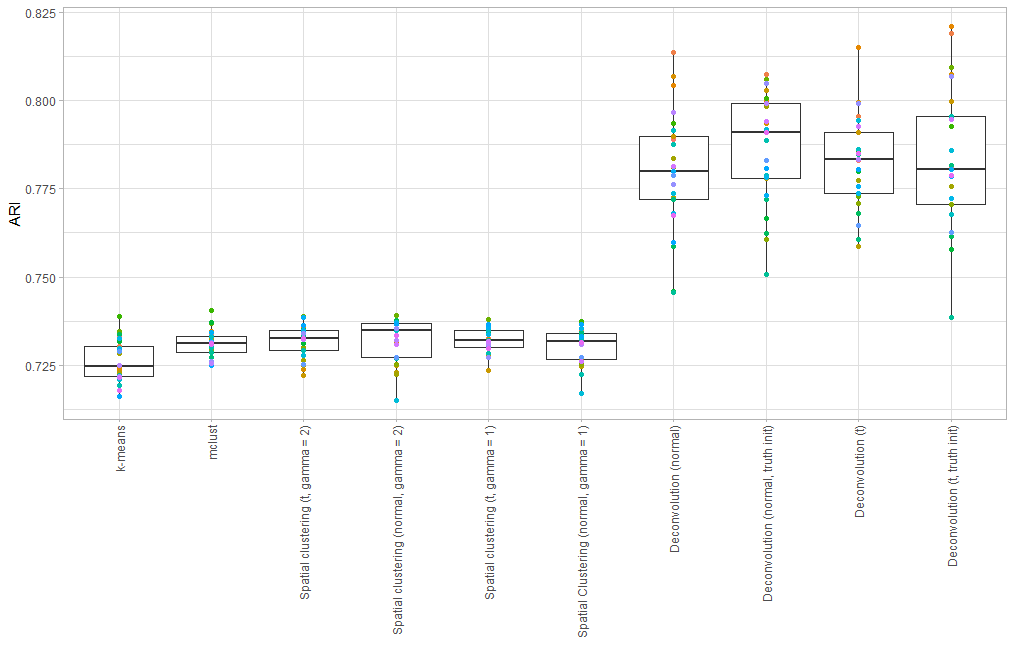 0.825
0.800
0.775
0.750
0.725
ARI
k-means
mclust
Spatial clustering (t, gamma = 2)
Spatial clustering (normal, gamma = 2)
Spatial clustering (t, gamma = 1)
Spatial Clustering (normal, gamma = 1)
Deconvolution (normal)
Deconvolution (normal, truth init)
Deconvolution (t)
Deconvolution (t, truth init)